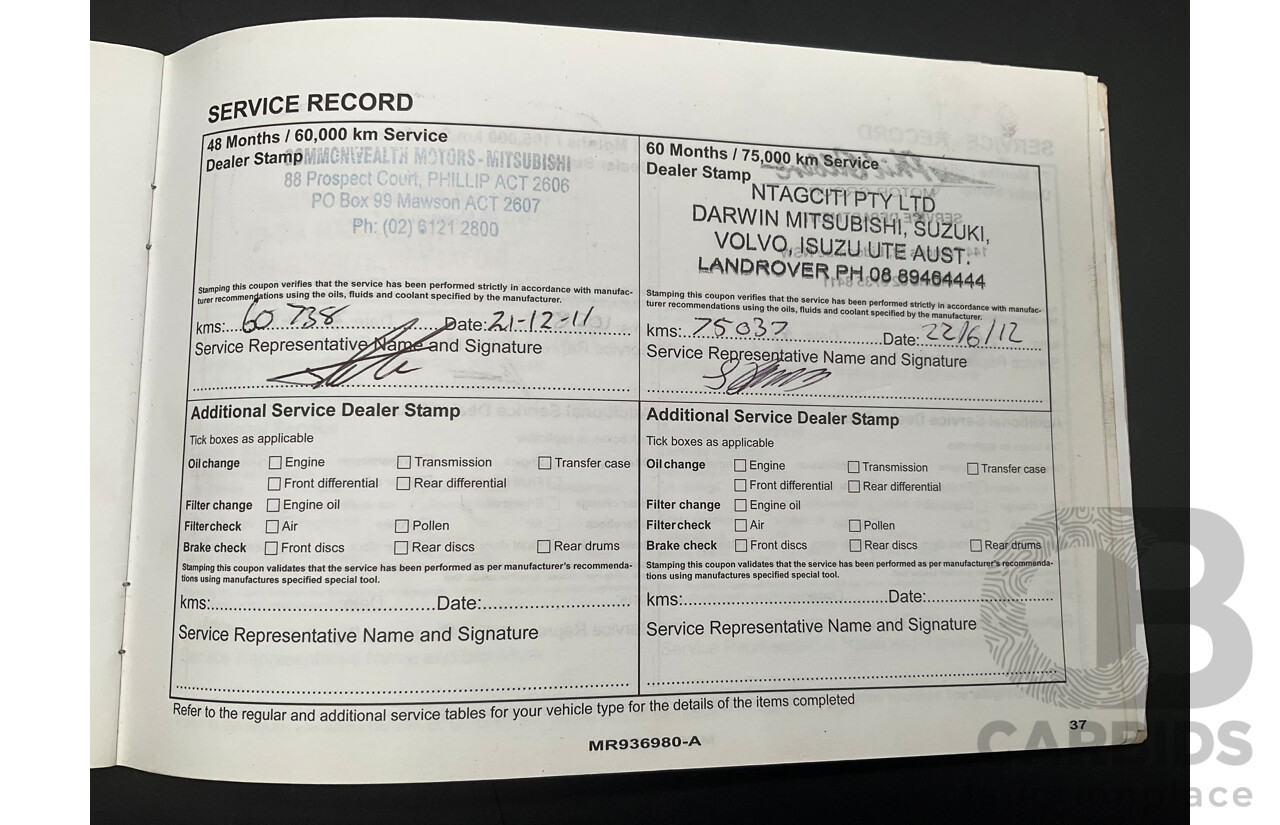 SERVICE RECORD
48 Months / 60,000 km Service
Dealer Stamp
COMMONWEALTH MOTORS - MITSUBISHI
88 Prospect Court, PHILLIP ACT 2606
PO Box 99 Mawson ACT 2607
Ph: (02) 6121 2800
Stamping this coupon verifies that the service has been performed strictly in accordance with manufac-
turer recommendations using the oils, fluids and coolant specified by the manufacturer.
kms: 60 738 Date: 21-12-11
Service Representative Name and Signature
Additional Service Dealer Stamp
Tick boxes as applicable
Oil change Engine Transmission Transfer case
Front differential Rear differential
Filter change Engine oil
Filter check Air Pollen
Brake check Front discs Rear discs Rear drums
Stamping this coupon validates that the service has been performed as per manufacturer's recommenda-
tions using manufactures specified special tool.
kms: Date:
Service Representative Name and Signature
60 Months / 75,000 km Service
Dealer Stamp
NTAGCITI PTY LTD
DARWIN MITSUBISHI, SUZUKI,
VOLVO, ISUZU UTE AUST.
LANDROVER PH 08 89464444
Stamping this coupon verifies that the service has been performed strictly in accordance with manufac-
turer recommendations using the oils, fluids and coolant specified by the manufacturer.
kms: 75037 Date: 22/6/12
Service Representative Name and Signature
Additional Service Dealer Stamp
Tick boxes as applicable
Oil change Engine Transmission Transfer case
Front differential Rear differential
Filter change Engine oil
Filter check Air Pollen
Brake check Front discs Rear discs Rear drums
Stamping this coupon validates that the service has been performed as per manufacturer's recommenda-
tions using manufactures specified special tool.
kms: Date:
Service Representative Name and Signature
Refer to the regular and additional service tables for your vehicle type for the details of the items completed
MR936980-A
37
CARBIDS